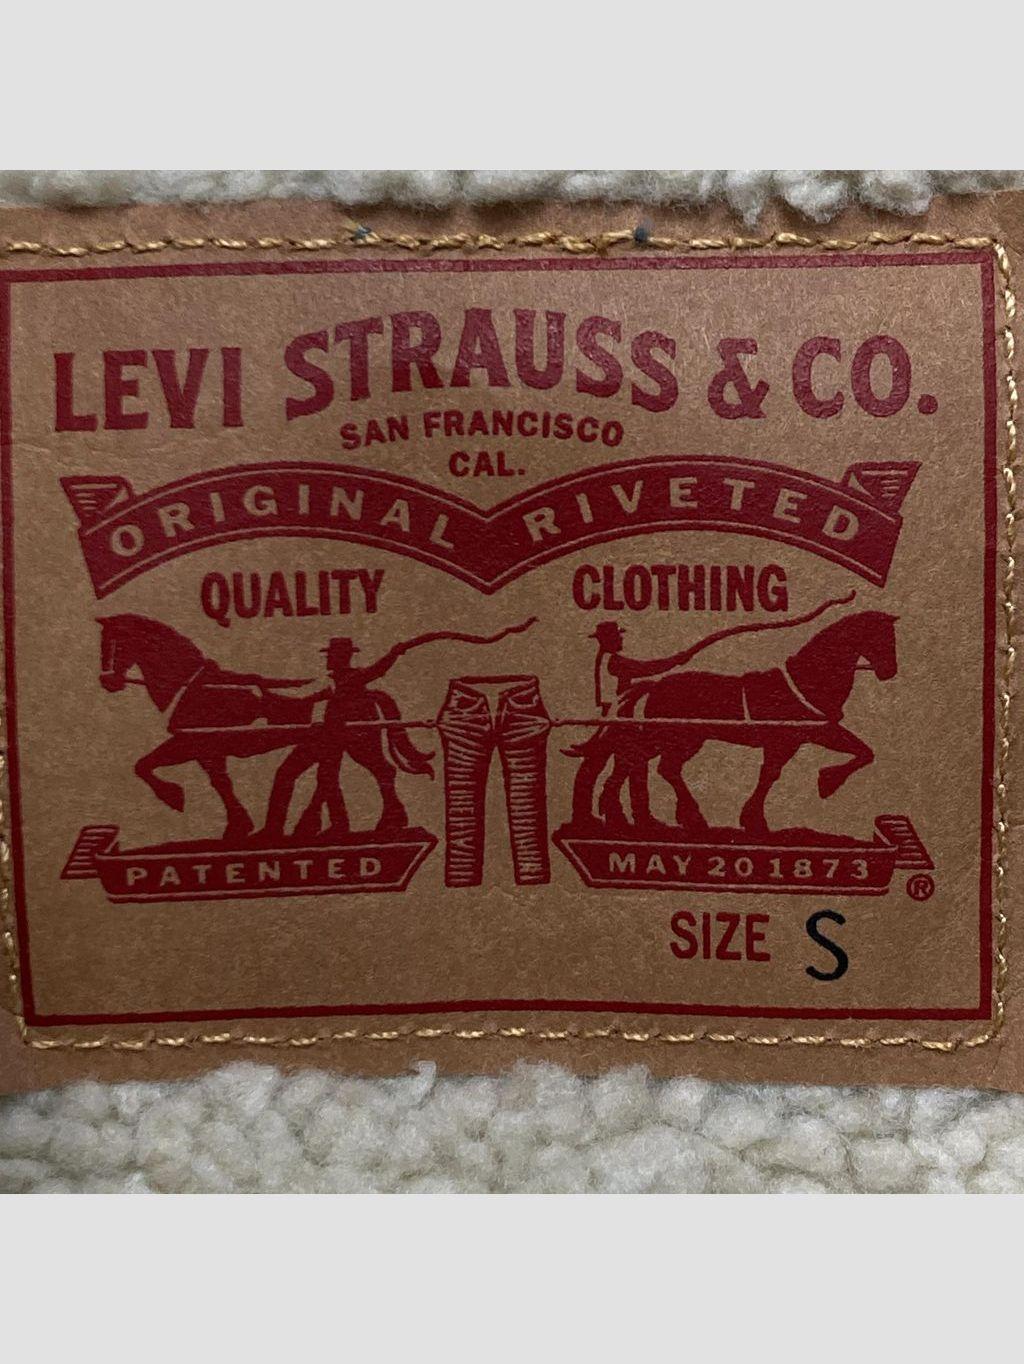 LEVI STRAUSS & CO.
SAN FRANCISCO
CAL.
ORIGINAL RIVETED
QUALITY CLOTHING
PATENTED MAY 20 1873 ®
SIZE S